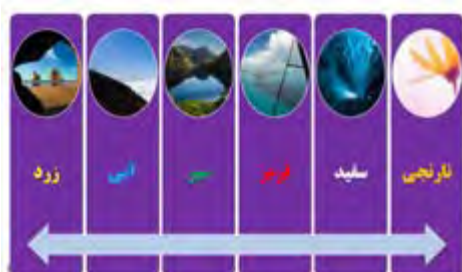 نارنجی
سفید
قرمز
سبز
آبی
زرد